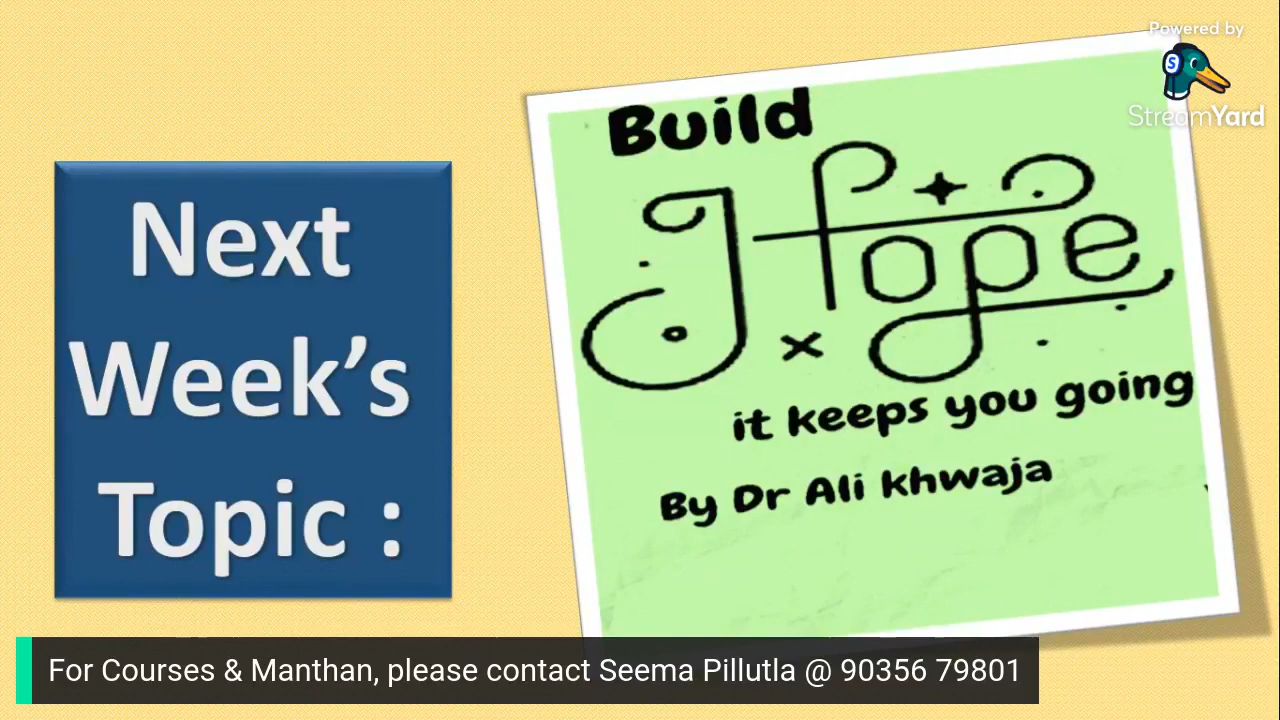 Next
Week's
Topic :
Build
Hope
it keeps you going
By Dr Ali khwaja
Powered by
StreamYard
For Courses & Manthan, please contact Seema Pillutla @ 90356 79801